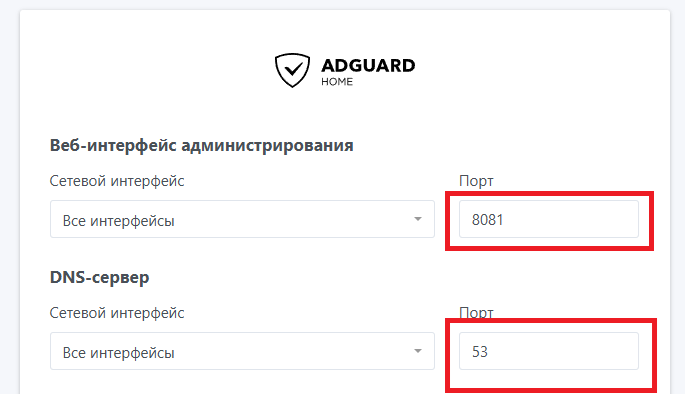 ADGUARD
HOME
Веб-интерфейс администрирования
Сетевой интерфейс Порт
Все интерфейсы 8081
DNS-сервер
Сетевой интерфейс Порт
Все интерфейсы 53